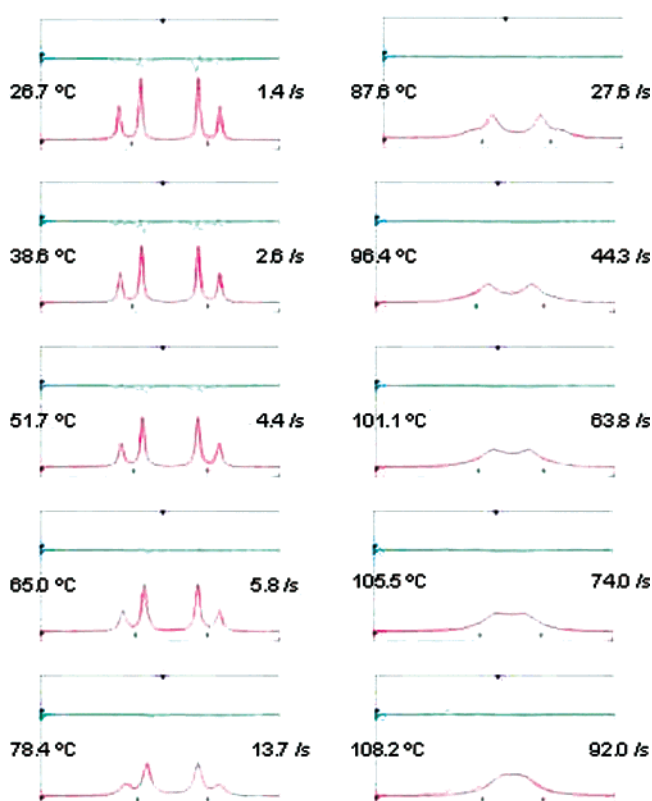 26.7 °C 1.4 /s
38.6 °C 2.6 /s
51.7 °C 4.4 /s
65.0 °C 5.8 /s
78.4 °C 13.7 /s
87.6 °C 27.6 /s
96.4 °C 44.3 /s
101.1 °C 63.8 /s
105.5 °C 74.0 /s
108.2 °C 92.0 /s